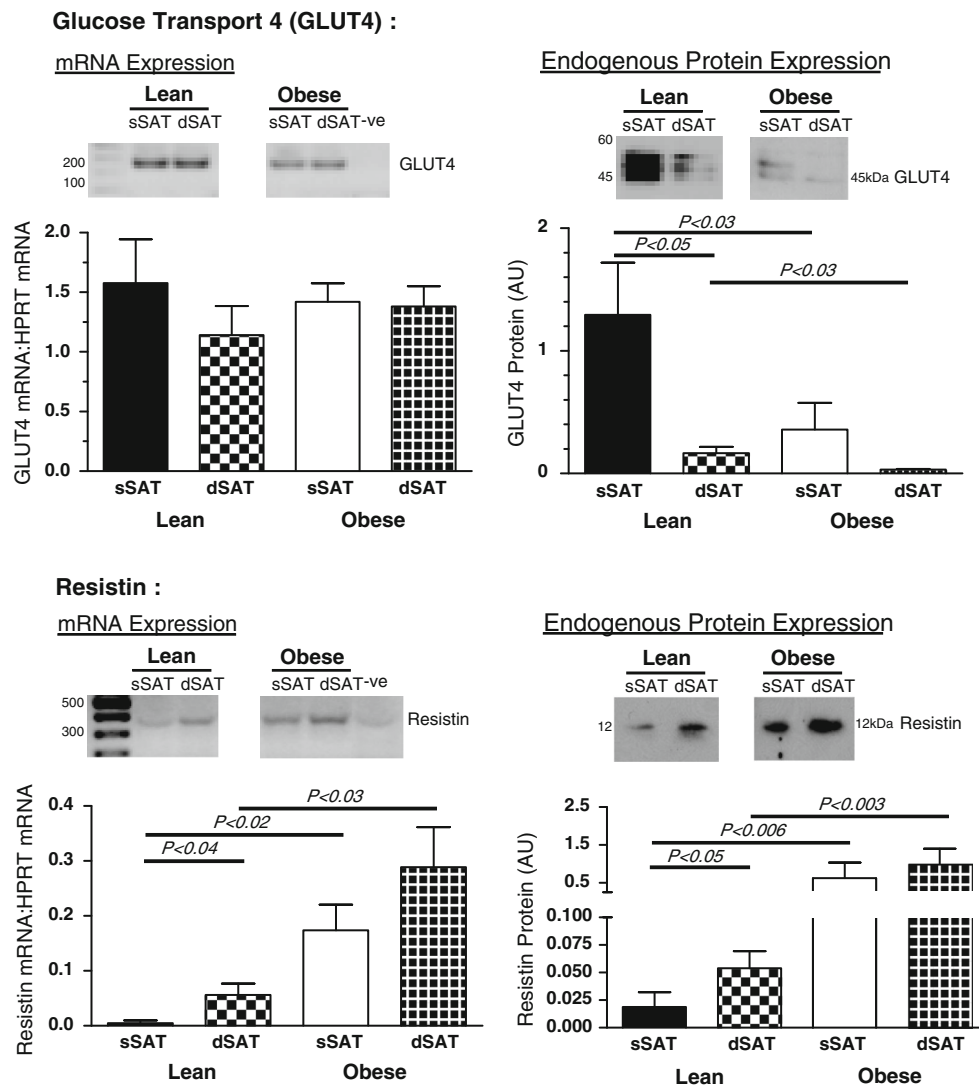 Glucose Transport 4 (GLUT4) :
mRNA Expression
Lean
Obese
sSAT dSAT
sSAT dSAT -ve
200
100
GLUT4
GLUT4 mRNA:HPRT mRNA
2.0
1.5
1.0
0.5
0.0
sSAT dSAT sSAT dSAT
Lean Obese
Endogenous Protein Expression
Lean
Obese
sSAT dSAT
sSAT dSAT
60
45
45kDa GLUT4
GLUT4 Protein (AU)
2
1
0
P<0.03
P<0.05
P<0.03
sSAT dSAT sSAT dSAT
Lean Obese
Resistin :
mRNA Expression
Lean
Obese
sSAT dSAT
sSAT dSAT -ve
500
300
Resistin
Resistin mRNA:HPRT mRNA
0.4
0.3
0.2
0.1
0.0
P<0.03
P<0.02
P<0.04
sSAT dSAT sSAT dSAT
Lean Obese
Endogenous Protein Expression
Lean
Obese
sSAT dSAT
sSAT dSAT
12
12kDa Resistin
Resistin Protein (AU)
2.5
1.5
0.5
0.100
0.075
0.050
0.025
0.000
P<0.003
P<0.006
P<0.05
sSAT dSAT sSAT dSAT
Lean Obese